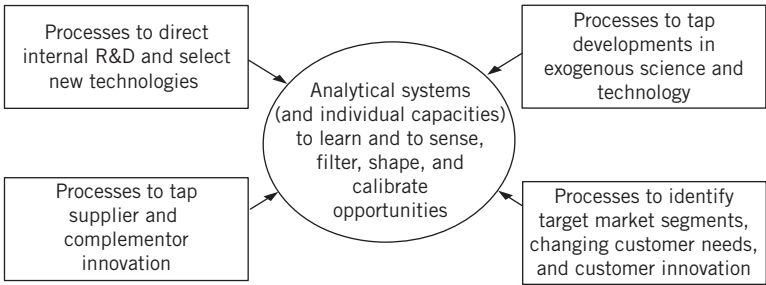 Processes to direct
internal R&D and select
new technologies
Processes to tap
developments in
exogenous science and
technology
Analytical systems
(and individual capacities)
to learn and to sense,
filter, shape, and
calibrate
opportunities
Processes to tap
supplier and
complementor
innovation
Processes to identify
target market segments,
changing customer needs,
and customer innovation